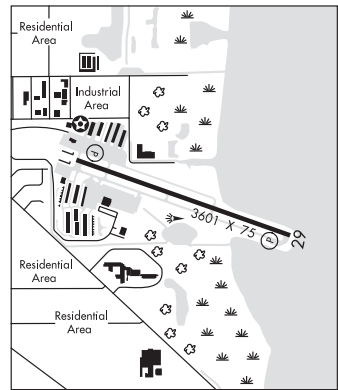 Residential
Area
Industrial
Area
P
3601 X 75
P
29
Residential
Area
Residential
Area